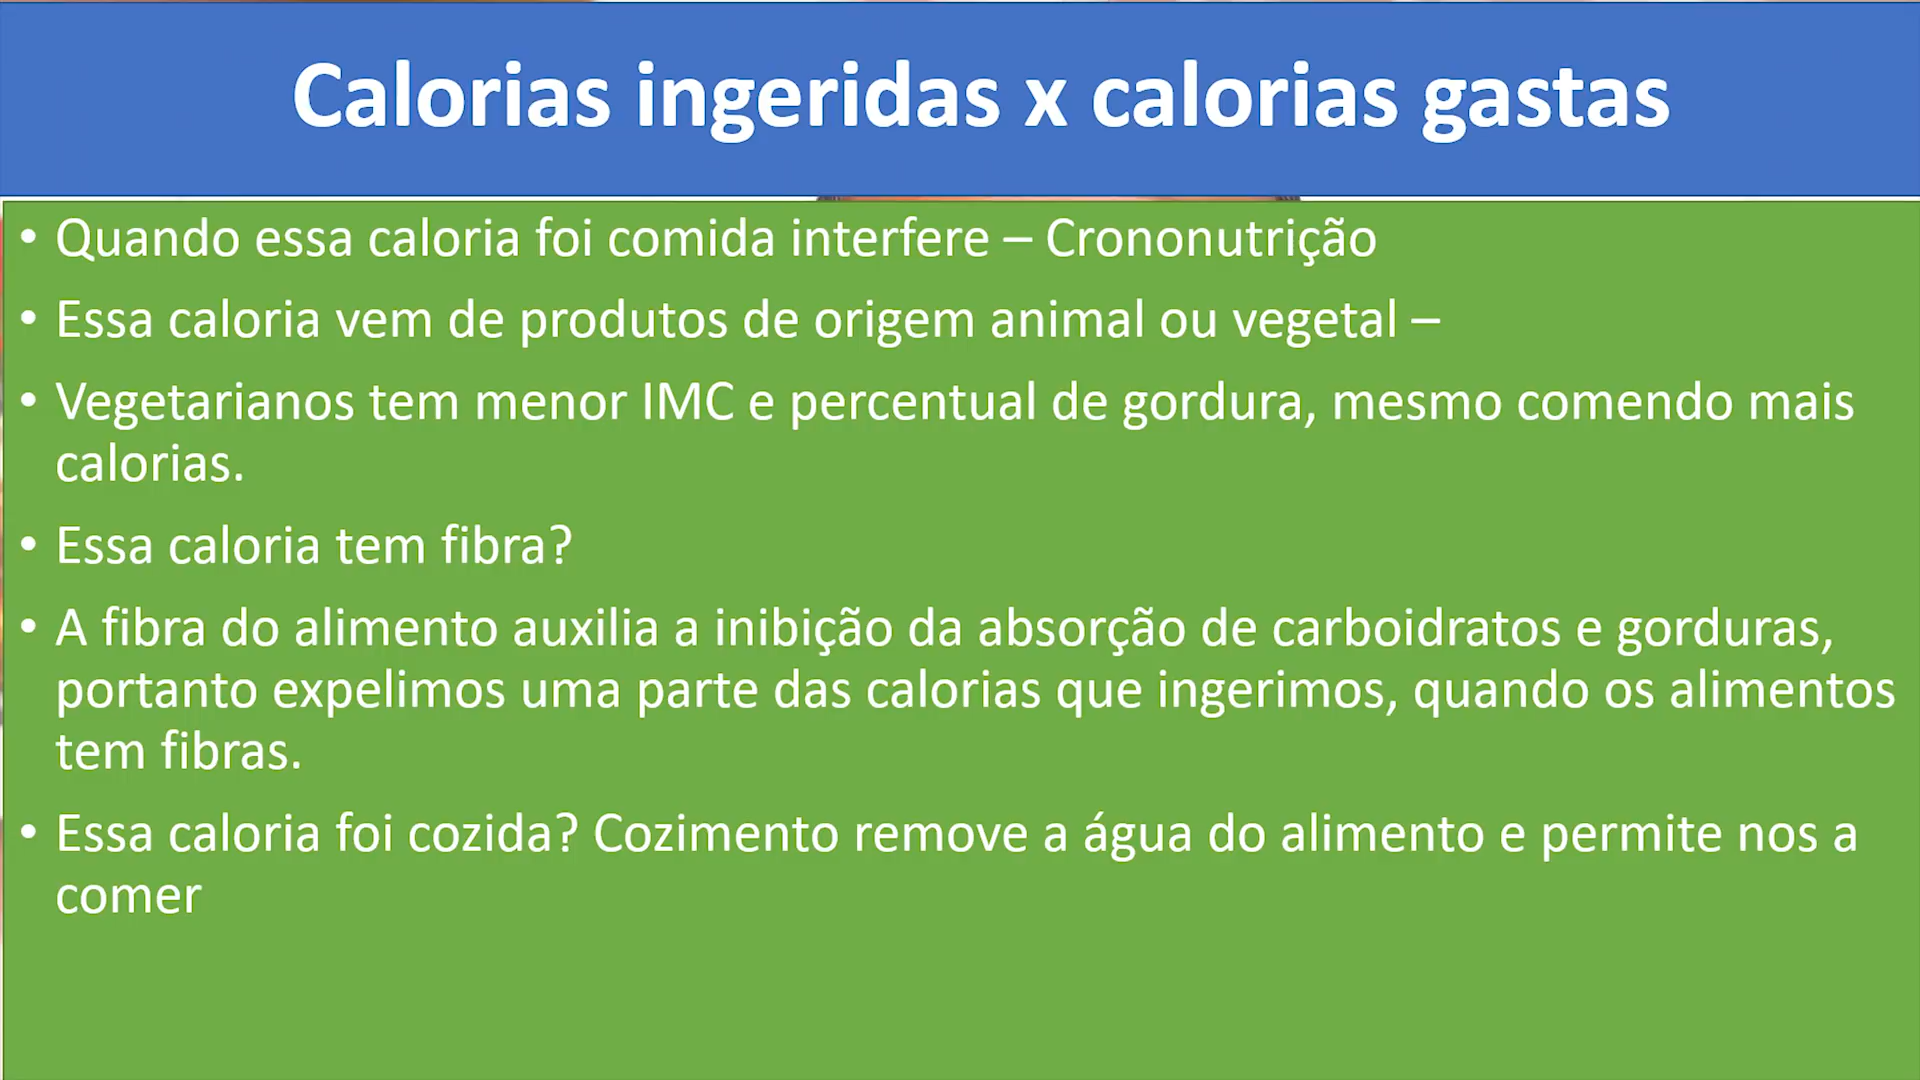 Calorias ingeridas x calorias gastas
• Quando essa caloria foi comida interfere – Crononutrição
• Essa caloria vem de produtos de origem animal ou vegetal –
• Vegetarianos tem menor IMC e percentual de gordura, mesmo comendo mais
calorias.
• Essa caloria tem fibra?
• A fibra do alimento auxilia a inibição da absorção de carboidratos e gorduras,
portanto expelimos uma parte das calorias que ingerimos, quando os alimentos
tem fibras.
• Essa caloria foi cozida? Cozimento remove a água do alimento e permite nos a
comer